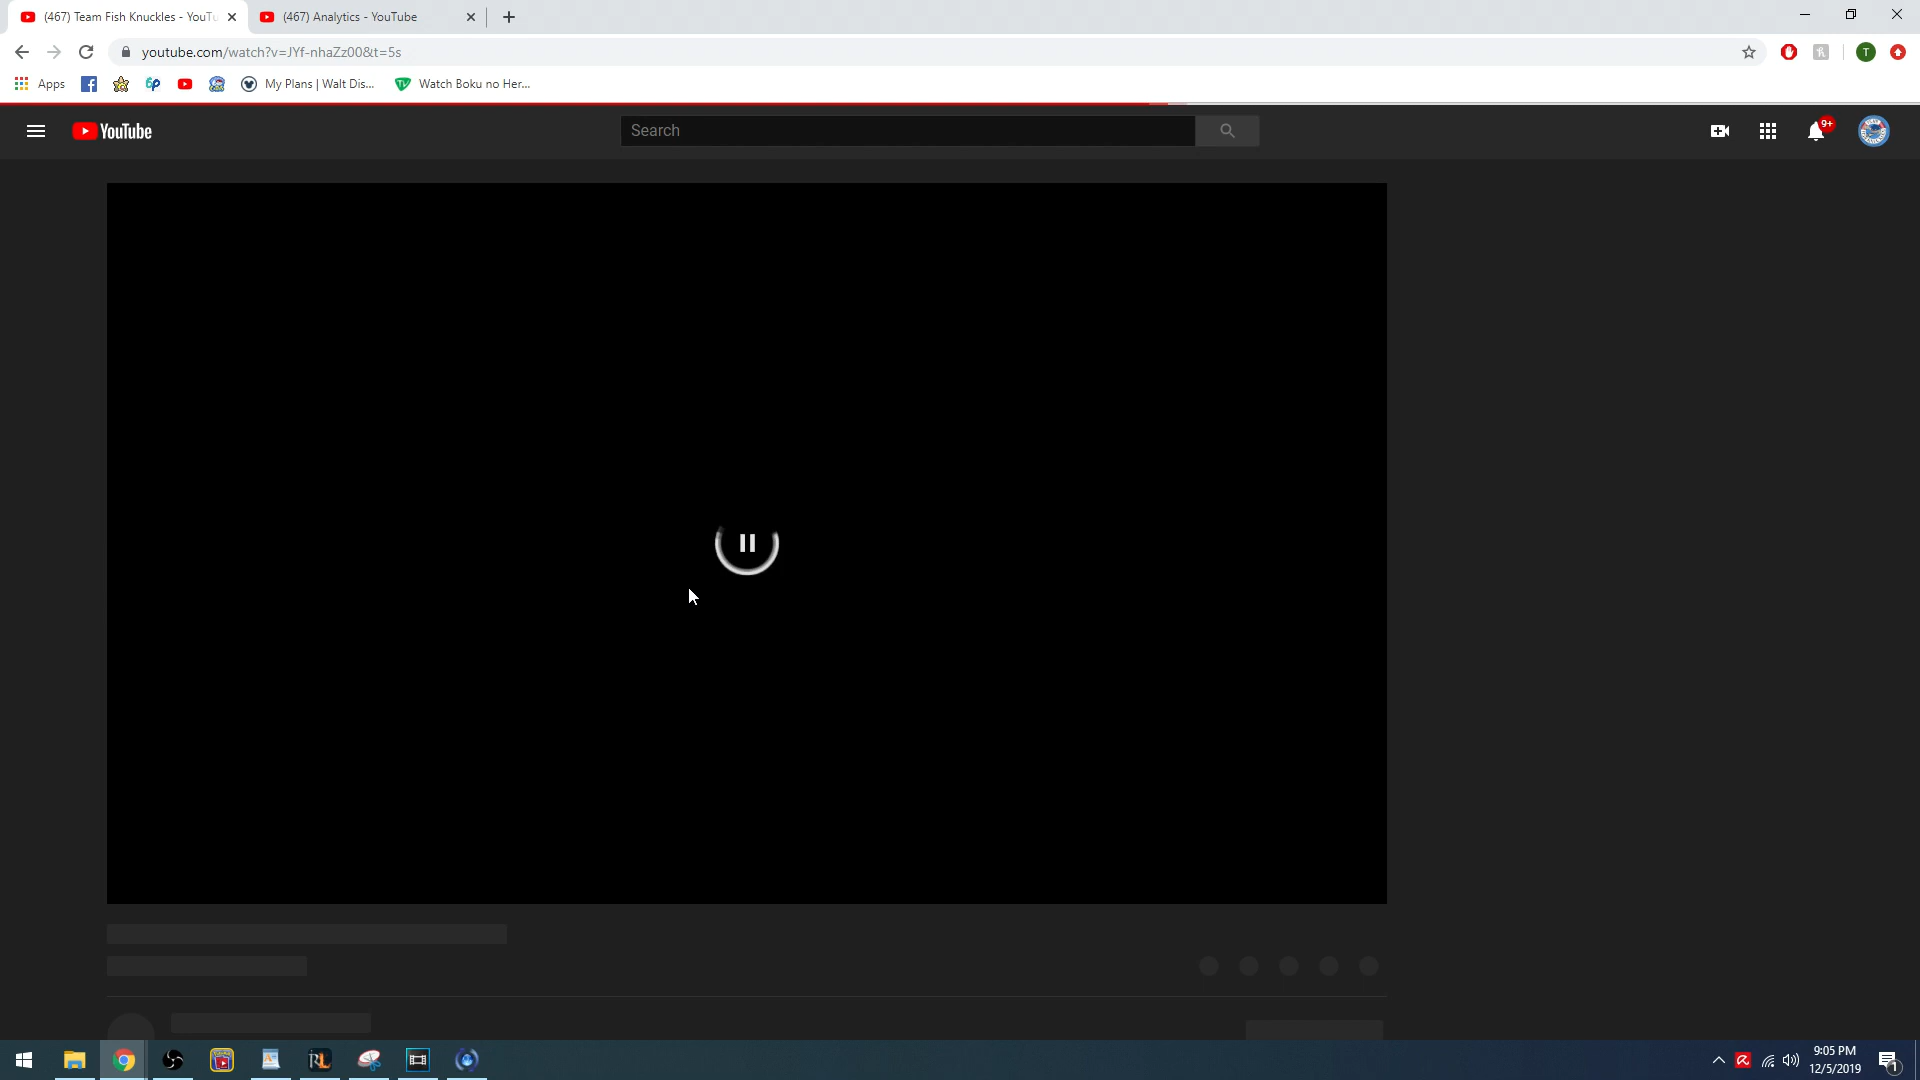 (467) Team Fish Knuckles - YouTu
(467) Analytics - YouTube
youtube.com/watch?v=JYf-nhaZz00&t=5s
T
Apps
My Plans | Walt Dis...
Watch Boku no Her...
YouTube
Search
9+
9:05 PM
12/5/2019
1